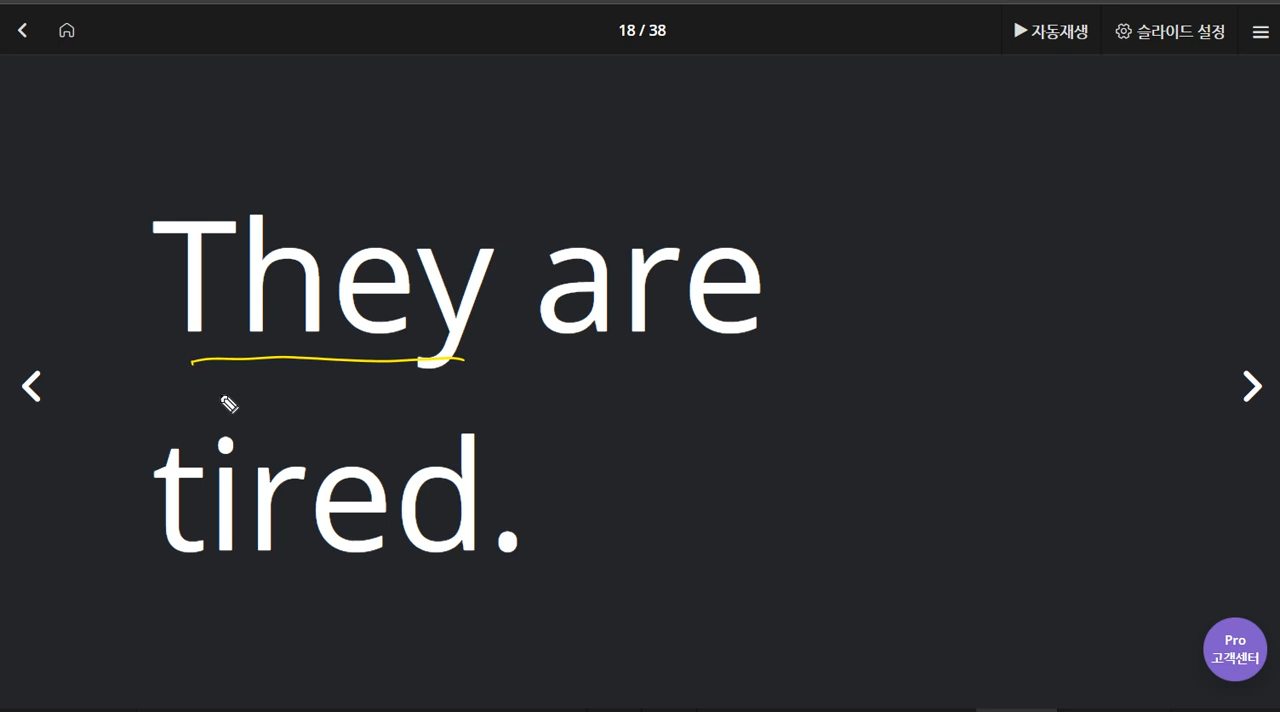 18 / 38
▶ 자동재생
슬라이드 설정
They are
tired.
Pro
고객센터